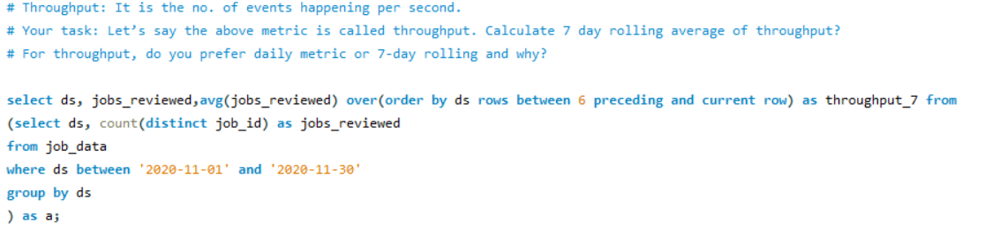 # Throughput: It is the no. of events happening per second.
# Your task: Let’s say the above metric is called throughput. Calculate 7 day rolling average of throughput?
# For throughput, do you prefer daily metric or 7-day rolling and why?
select ds, jobs_reviewed,avg(jobs_reviewed) over(order by ds rows between 6 preceding and current row) as throughput_7 from
(select ds, count(distinct job_id) as jobs_reviewed
from job_data
where ds between '2020-11-01' and '2020-11-30'
group by ds
) as a;